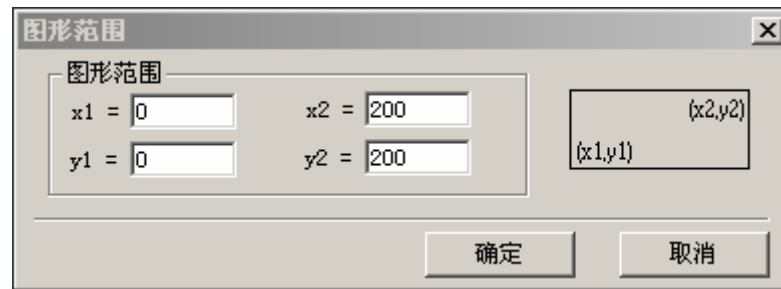 图形范围
图形范围
x1 = 0 x2 = 200
(x2,y2)
y1 = 0 y2 = 200
(x1,y1)
确定 取消